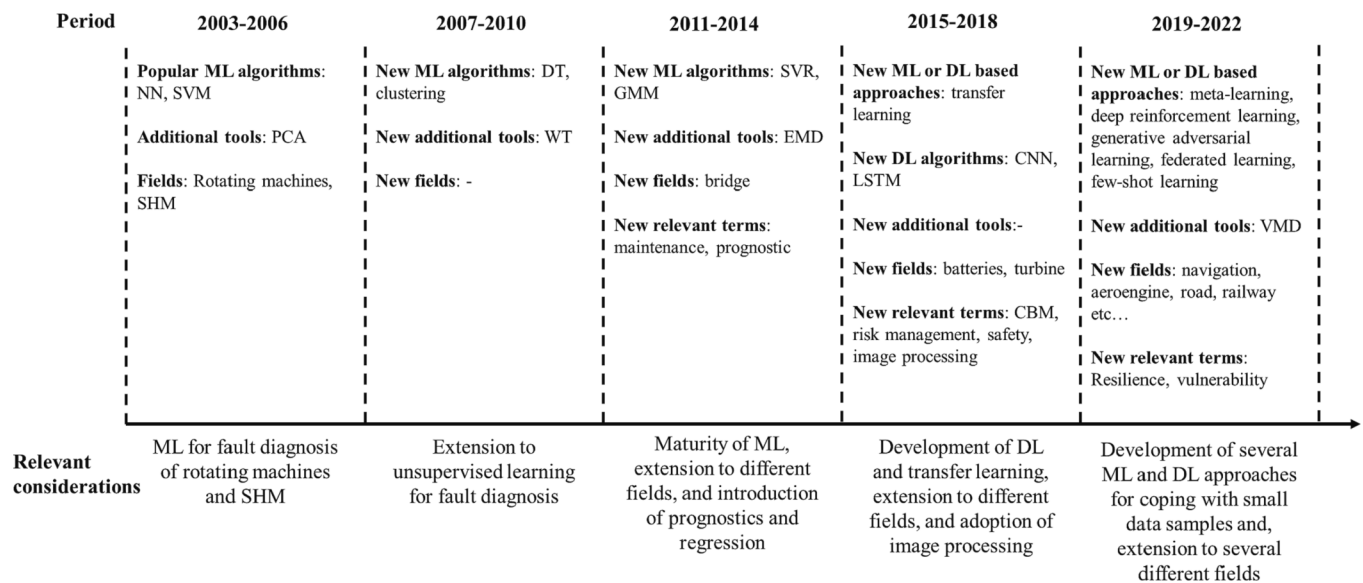 Period
2003-2006
2007-2010
2011-2014
2015-2018
2019-2022
Popular ML algorithms:
NN, SVM
Additional tools: PCA
Fields: Rotating machines,
SHM
New ML algorithms: DT,
clustering
New additional tools: WT
New fields: -
New ML algorithms: SVR,
GMM
New additional tools: EMD
New fields: bridge
New relevant terms:
maintenance, prognostic
New ML or DL based
approaches: transfer
learning
New DL algorithms: CNN,
LSTM
New additional tools:-
New fields: batteries, turbine
New relevant terms: CBM,
risk management, safety,
image processing
New ML or DL based
approaches: meta-learning,
deep reinforcement learning,
generative adversarial
learning, federated learning,
few-shot learning
New additional tools: VMD
New fields: navigation,
aeroengine, road, railway
etc…
New relevant terms:
Resilience, vulnerability
Relevant
considerations
ML for fault diagnosis
of rotating machines
and SHM
Extension to
unsupervised learning
for fault diagnosis
Maturity of ML,
extension to different
fields, and introduction
of prognostics and
regression
Development of DL
and transfer learning,
extension to different
fields, and adoption of
image processing
Development of several
ML and DL approaches
for coping with small
data samples and,
extension to several
different fields